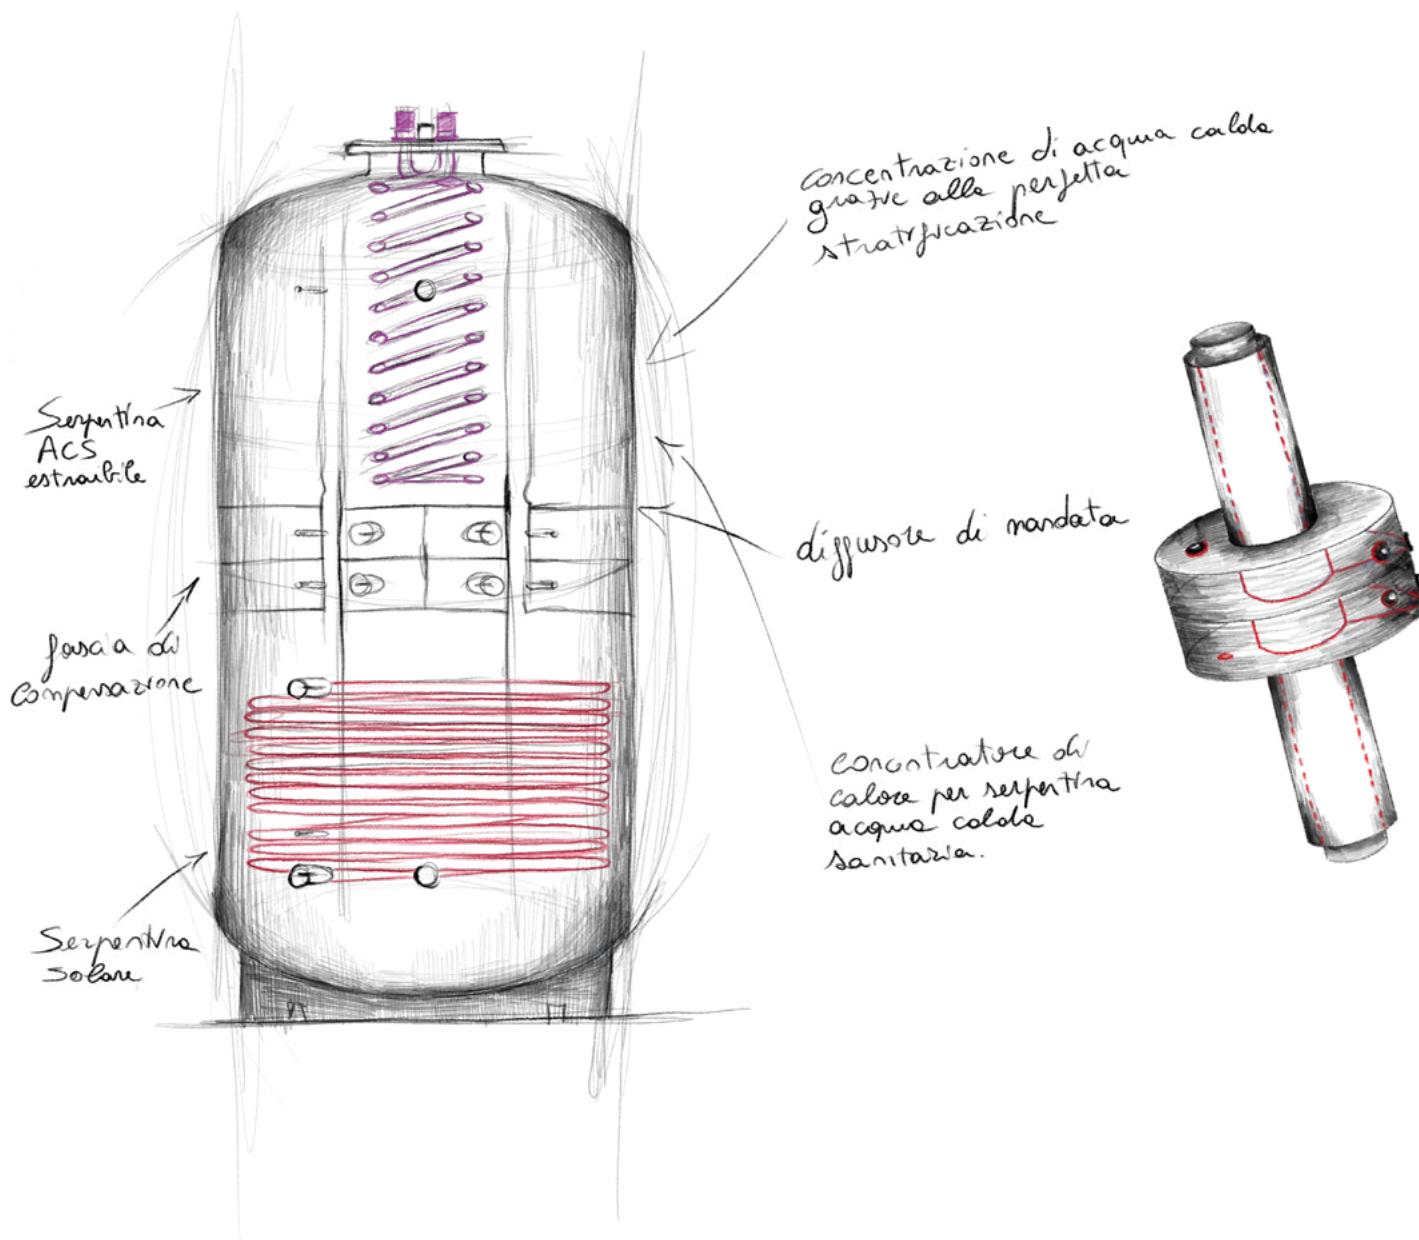 concentrazione di acqua calda
grazie alla perfetta
stratificazione
Serpentina
ACS
estraibile
diffusore di mandata
fascia di
compensazione
concentratore di
calore per serpentina
acqua calda
sanitaria.
Serpentina
solare